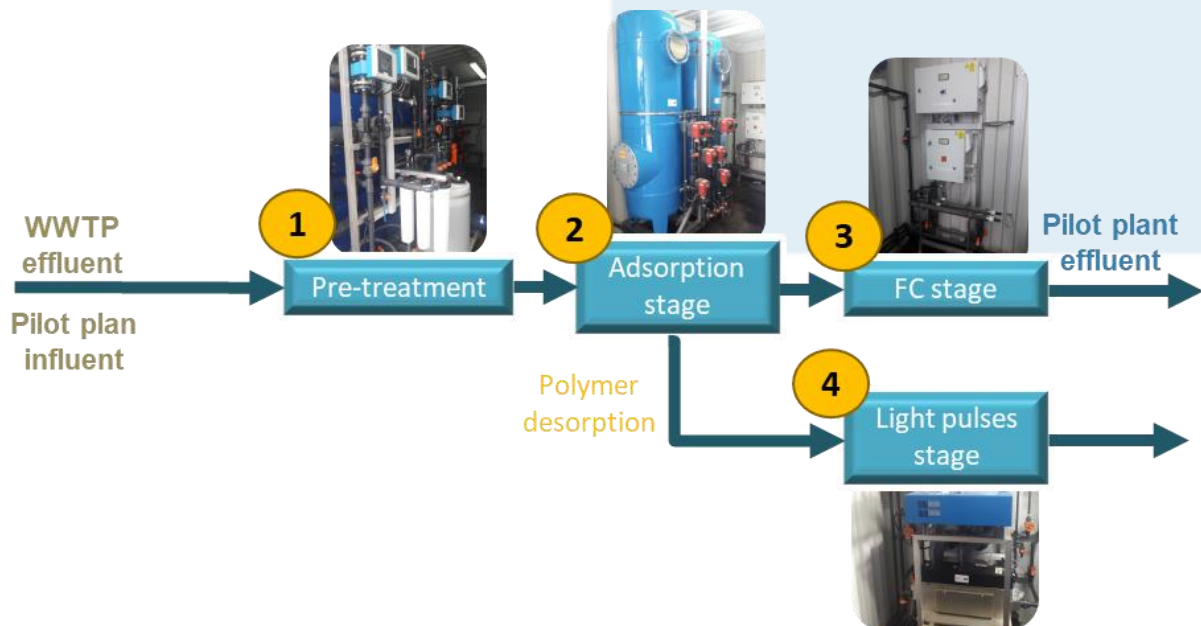 WWTP
effluent
Pilot plan
influent
1
Pre-treatment
2
Adsorption
stage
3
FC stage
Pilot plant
effluent
Polymer
desorption
4
Light pulses
stage